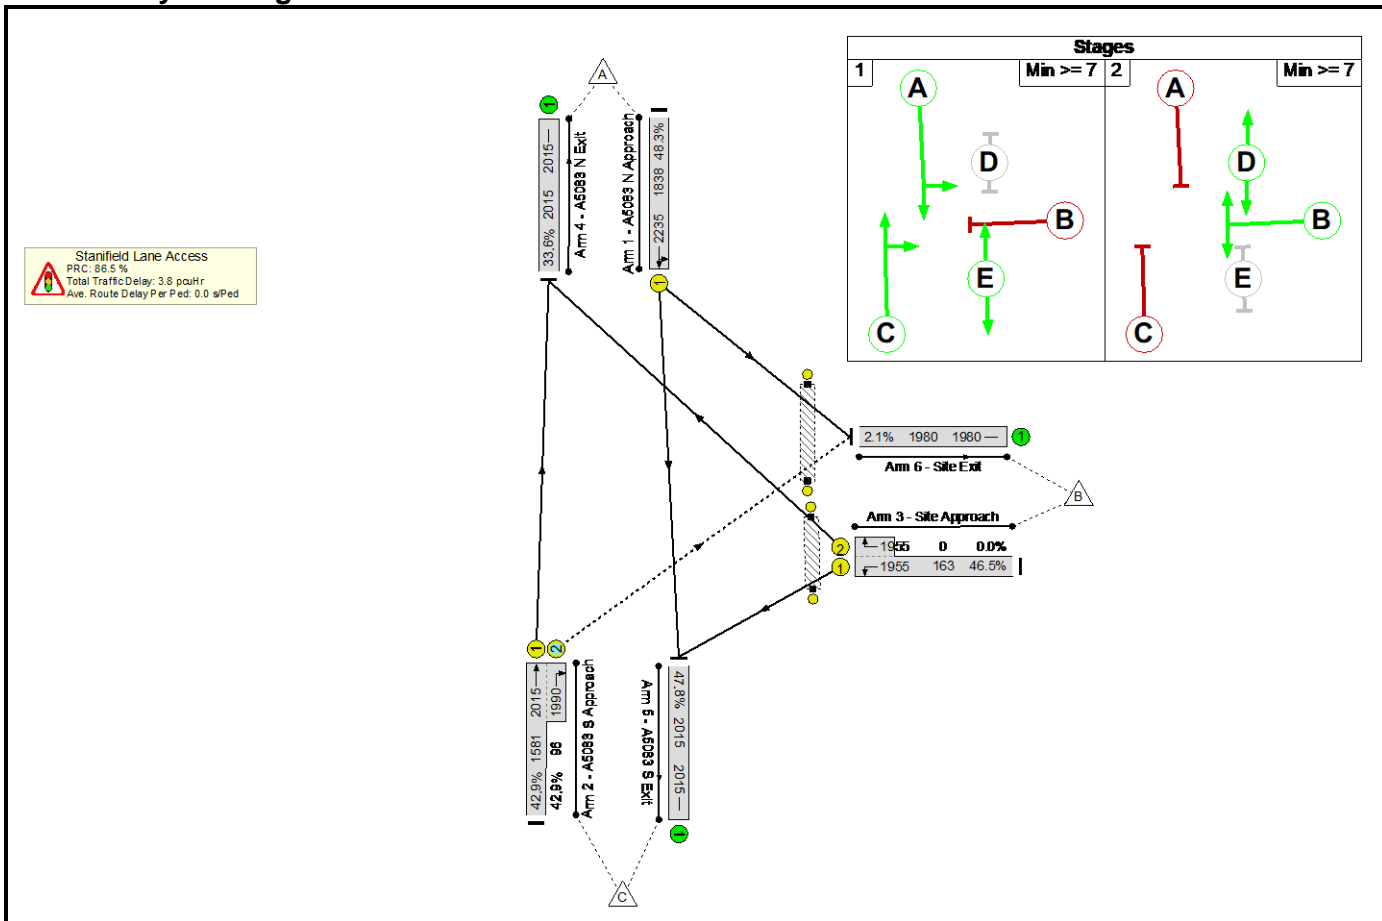 Stages
1
Min >= 7
2
Min >= 7
A
D
B
E
C
A
D
B
E
C
A
1
33.6% 2015 2015
Arm 4 - A5083 N Exit
Arm 1 - A5083 N Approach
2235 1838 48.3%
1
Stanifield Lane Access
PRC: 86.5 %
Total Traffic Delay: 3.8 pcuHr
Ave. Route Delay Per Ped: 0.0 s/Ped
2.1% 1980 1980
1
Arm 6 - Site Exit
B
Arm 3 - Site Approach
2 1955 0 0.0%
1 1955 163 46.5%
1
2
42.9% 1581 2015
42.9% 96 1990
Arm 2 - A5083 S Approach
Arm 5 - A5083 S Exit
47.8% 2015 2015
1
C